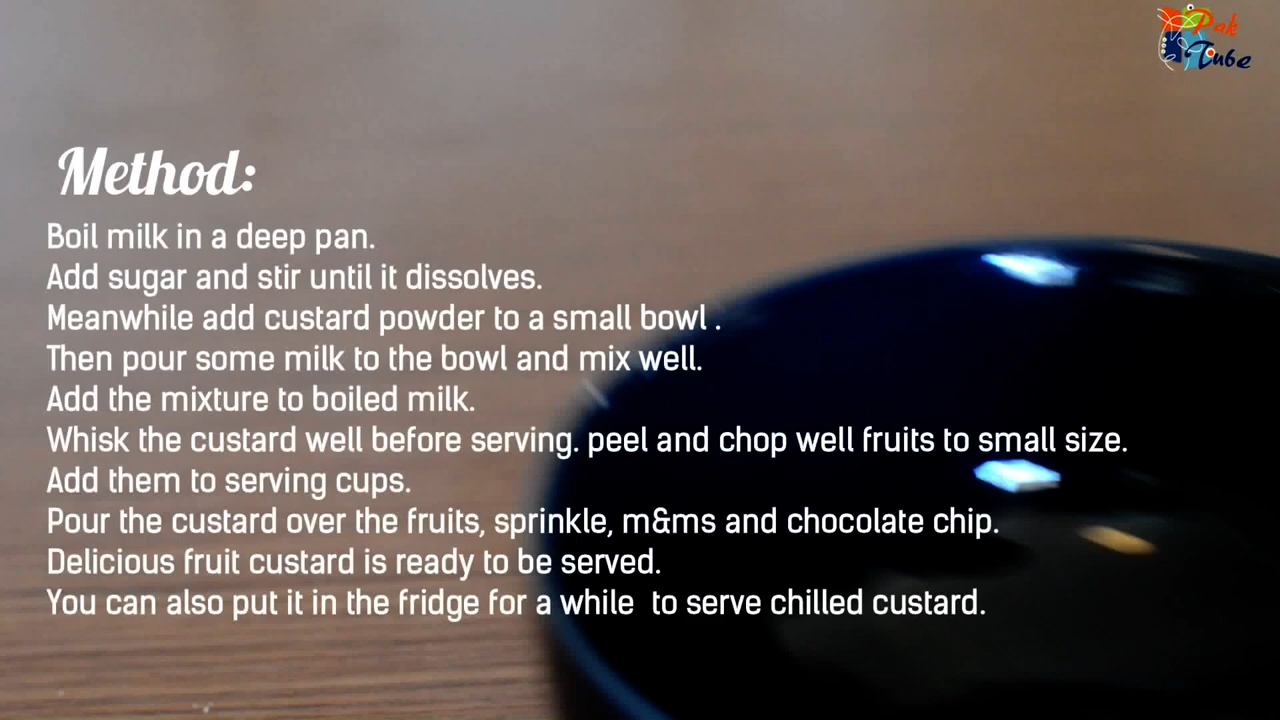 Pak
Tube
Method:
Boil milk in a deep pan.
Add sugar and stir until it dissolves.
Meanwhile add custard powder to a small bowl .
Then pour some milk to the bowl and mix well.
Add the mixture to boiled milk.
Whisk the custard well before serving. peel and chop well fruits to small size.
Add them to serving cups.
Pour the custard over the fruits, sprinkle, m&ms and chocolate chip.
Delicious fruit custard is ready to be served.
You can also put it in the fridge for a while  to serve chilled custard.